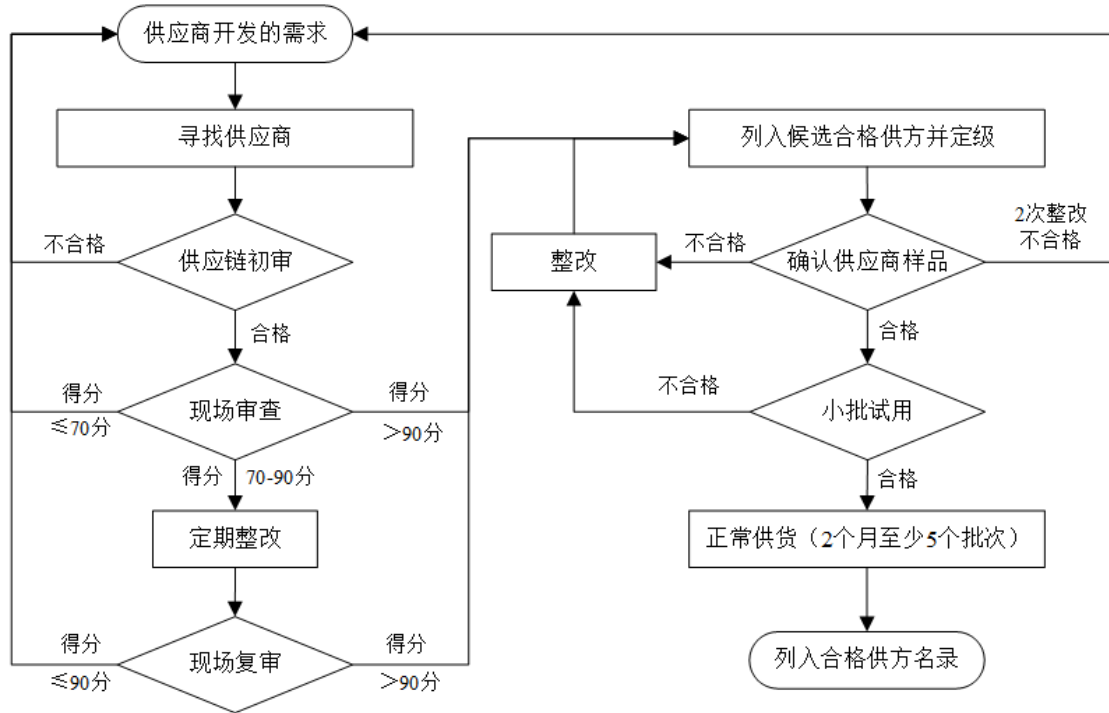 供应商开发的需求
寻找供应商
不合格
供应链初审
合格
得分
≤70分
现场审查
得分
＞90分
得分 70-90分
定期整改
得分
≤90分
现场复审
得分
＞90分
列入候选合格供方并定级
整改
不合格
确认供应商样品
2次整改
不合格
合格
不合格
小批试用
合格
正常供货（2个月至少5个批次）
列入合格供方名录